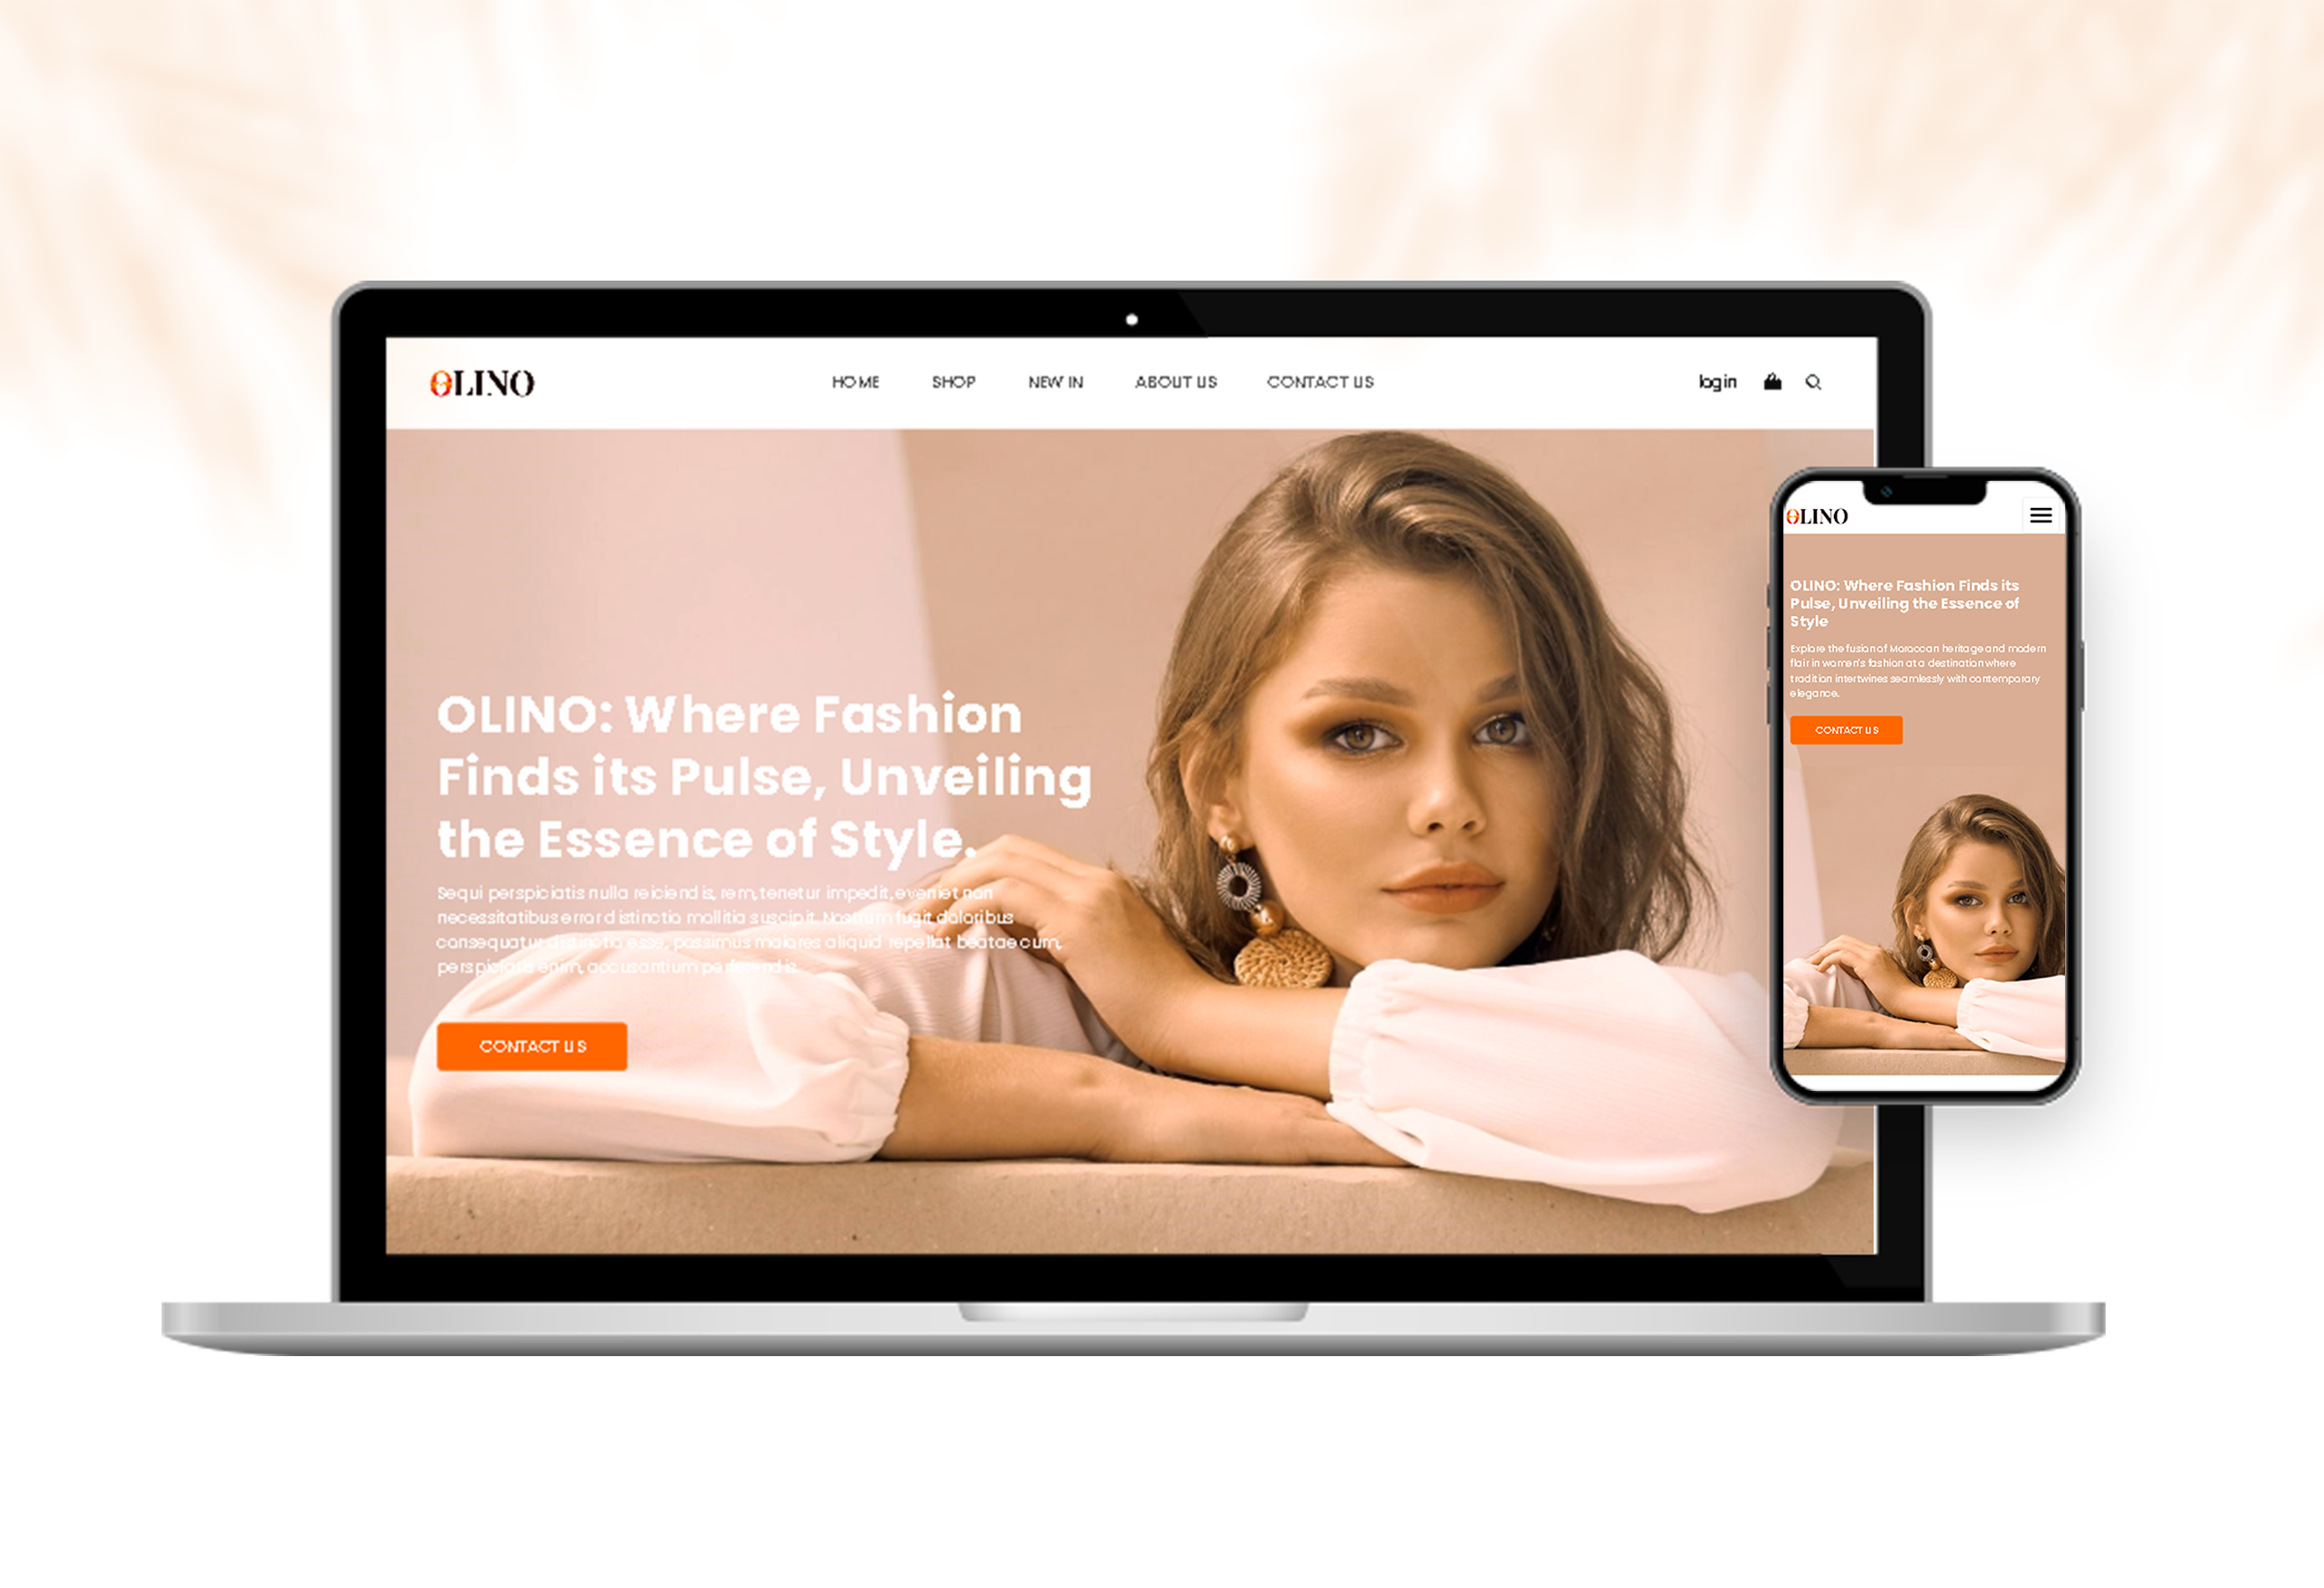 OLINO
HOME SHOP NEW IN ABOUT US CONTACT US
login
OLINO: Where Fashion
Finds its Pulse, Unveiling
the Essence of Style.
Sequi perspiciatis nulla reiciendis, rem, tenetur impedit, eveniet non
necessitatibus error distinctio mollitia suscipit. Nostrum fugit doloribus
consequatur distinctio esse, possimus maiores aliquid repellat beatae cum,
perspiciatis enim, accusantium perferendis.
CONTACT US
OLINO
OLINO: Where Fashion Finds its
Pulse, Unveiling the Essence of
Style
Explore the fusion of Moroccan heritage and modern
flair in women's fashion at a destination where
tradition intertwines seamlessly with contemporary
elegance.
CONTACT US